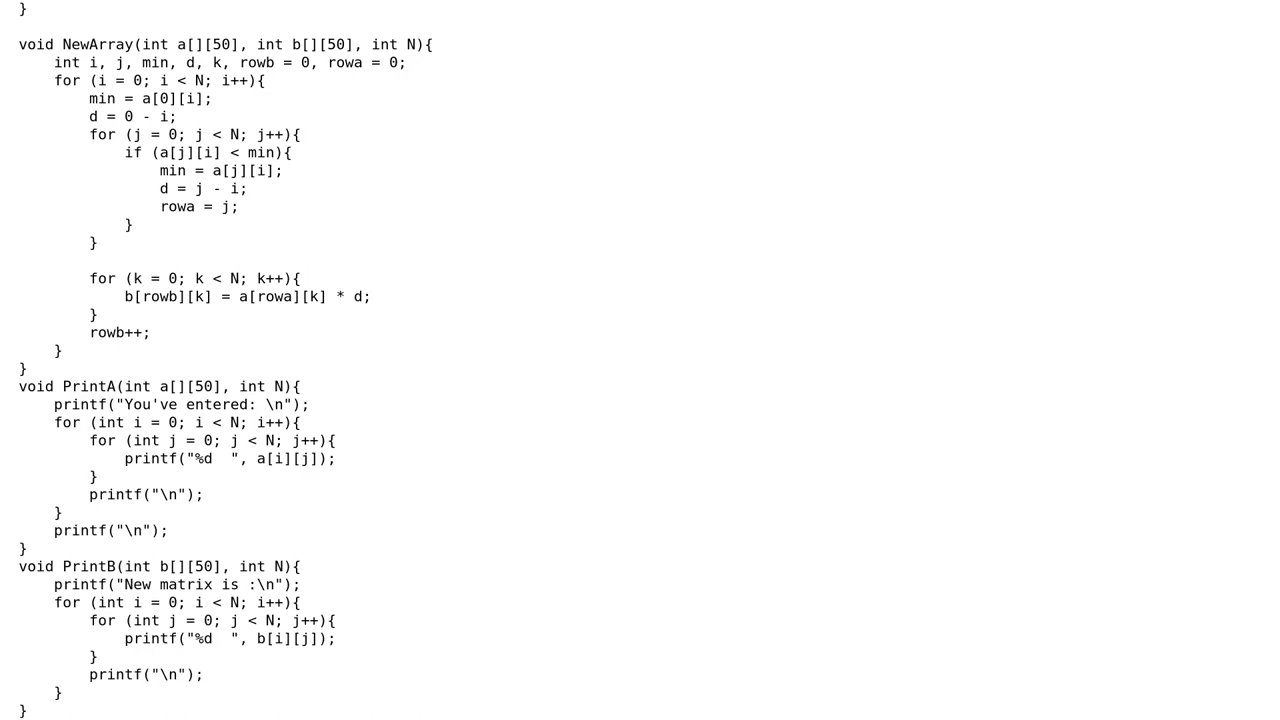 }
void NewArray(int a[][50], int b[][50], int N){
    int i, j, min, d, k, rowb = 0, rowa = 0;
    for (i = 0; i < N; i++){
        min = a[0][i];
        d = 0 - i;
        for (j = 0; j < N; j++){
            if (a[j][i] < min){
                min = a[j][i];
                d = j - i;
                rowa = j;
            }
        }
        for (k = 0; k < N; k++){
            b[rowb][k] = a[rowa][k] * d;
        }
        rowb++;
    }
}
void PrintA(int a[][50], int N){
    printf("You've entered: \n");
    for (int i = 0; i < N; i++){
        for (int j = 0; j < N; j++){
            printf("%d  ", a[i][j]);
        }
        printf("\n");
    }
    printf("\n");
}
void PrintB(int b[][50], int N){
    printf("New matrix is :\n");
    for (int i = 0; i < N; i++){
        for (int j = 0; j < N; j++){
            printf("%d  ", b[i][j]);
        }
        printf("\n");
    }
}